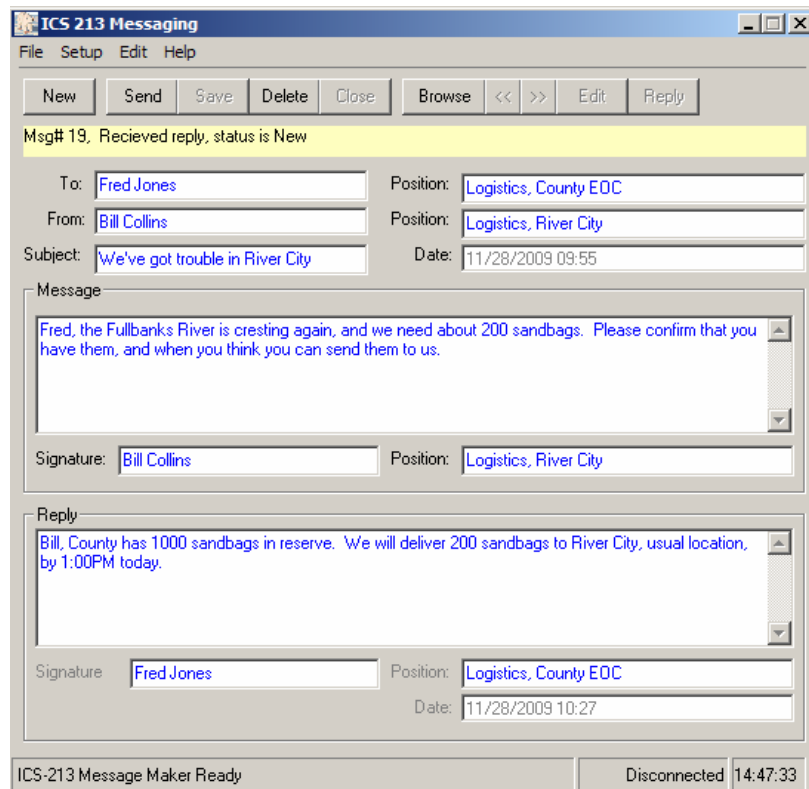 ICS 213 Messaging
File Setup Edit Help
New Send Save Delete Close Browse << >> Edit Reply
Msg# 19, Recieved reply, status is New
To: Fred Jones Position: Logistics, County EOC
From: Bill Collins Position: Logistics, River City
Subject: We've got trouble in River City Date: 11/28/2009 09:55
Message
Fred, the Fullbanks River is cresting again, and we need about 200 sandbags. Please confirm that you
have them, and when you think you can send them to us.
Signature: Bill Collins Position: Logistics, River City
Reply
Bill, County has 1000 sandbags in reserve. We will deliver 200 sandbags to River City, usual location,
by 1:00PM today.
Signature Fred Jones Position: Logistics, County EOC
Date: 11/28/2009 10:27
ICS-213 Message Maker Ready Disconnected 14:47:33